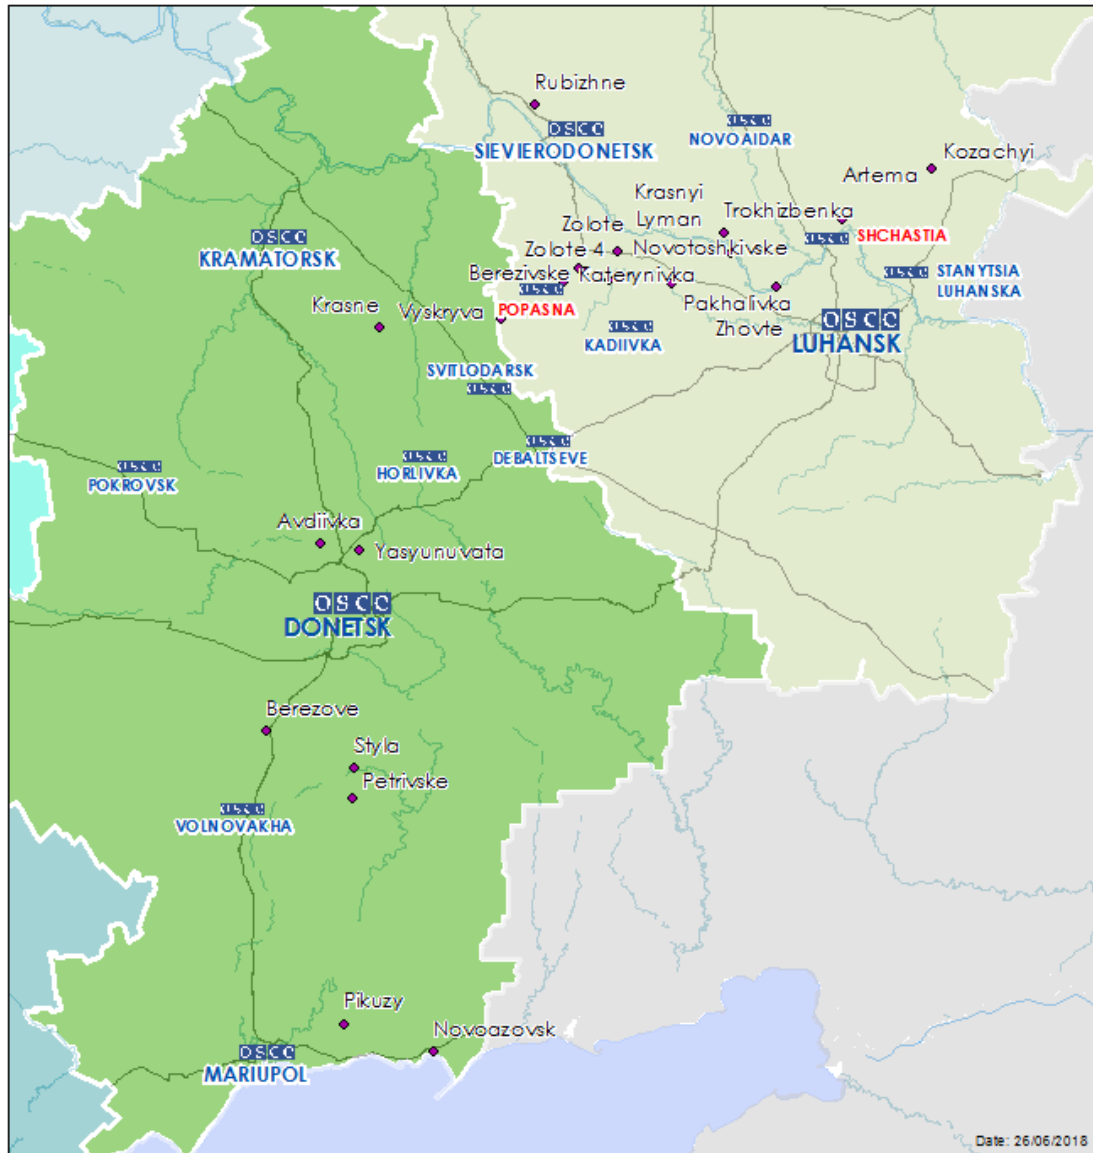 Rubizhne
OSCE
SIEVIERODONETSK
OSCE
NOVOAIDAR
Kozachyi
Artema
Krasnyi
Lyman
Trokhizbenka
OSCE
SHCHASTIA
Zolote
Zolote 4
Novotoshkivske
Berezivske
Katerynivka
OSCE
POPASNA
OSCE
STANYTSIA
LUHANSKA
Pakhalivka
Zhovte
OSCE
LUHANSK
OSCE
KADIIVKA
OSCE
KRAMATORSK
Krasne
Vyskryva
SVITLODARSK
OSCE
OSCE
DEBALTSEVE
OSCE
HORLIVKA
OSCE
POKROVSK
Avdiivka
Yasyunuvata
OSCE
DONETSK
Berezove
Styla
Petrivske
OSCE
VOLNOVAKHA
Pikuzy
Novoazovsk
OSCE
MARIUPOL
Date: 26/06/2018